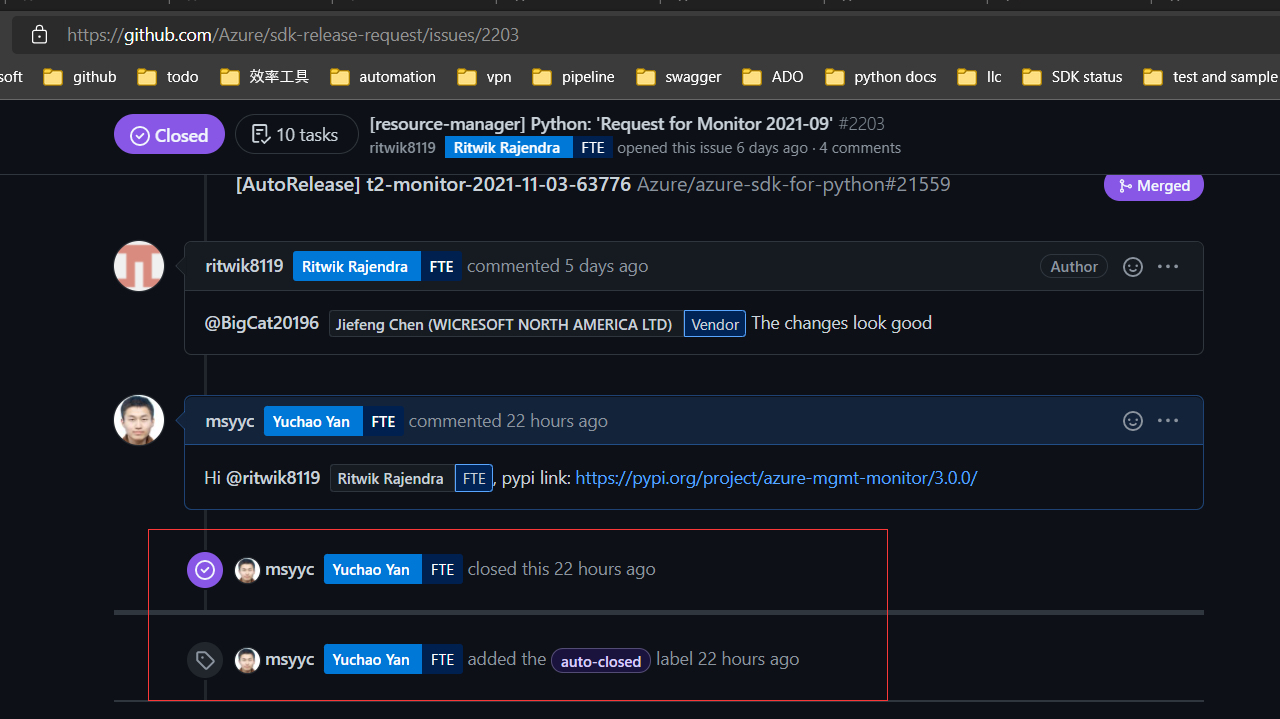 https://github.com/Azure/sdk-release-request/issues/2203
soft github todo 效率工具 automation vpn pipeline swagger ADO python docs llc SDK status test and sample
Closed 10 tasks [resource-manager] Python: 'Request for Monitor 2021-09' #2203
ritwik8119 Ritwik Rajendra FTE opened this issue 6 days ago · 4 comments
[AutoRelease] t2-monitor-2021-11-03-63776 Azure/azure-sdk-for-python#21559 Merged
ritwik8119 Ritwik Rajendra FTE commented 5 days ago Author
@BigCat20196 Jiefeng Chen (WICRESOFT NORTH AMERICA LTD) Vendor The changes look good
msyyc Yuchao Yan FTE commented 22 hours ago
Hi @ritwik8119 Ritwik Rajendra FTE, pypi link: https://pypi.org/project/azure-mgmt-monitor/3.0.0/
msyyc Yuchao Yan FTE closed this 22 hours ago
msyyc Yuchao Yan FTE added the auto-closed label 22 hours ago